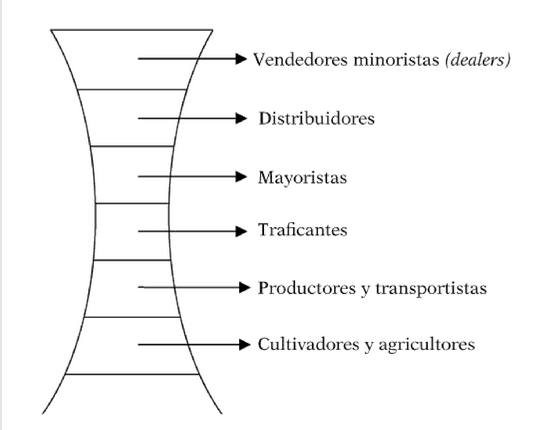 Vendedores minoristas (dealers)
Distribuidores
Mayoristas
Traficantes
Productores y transportistas
Cultivadores y agricultores